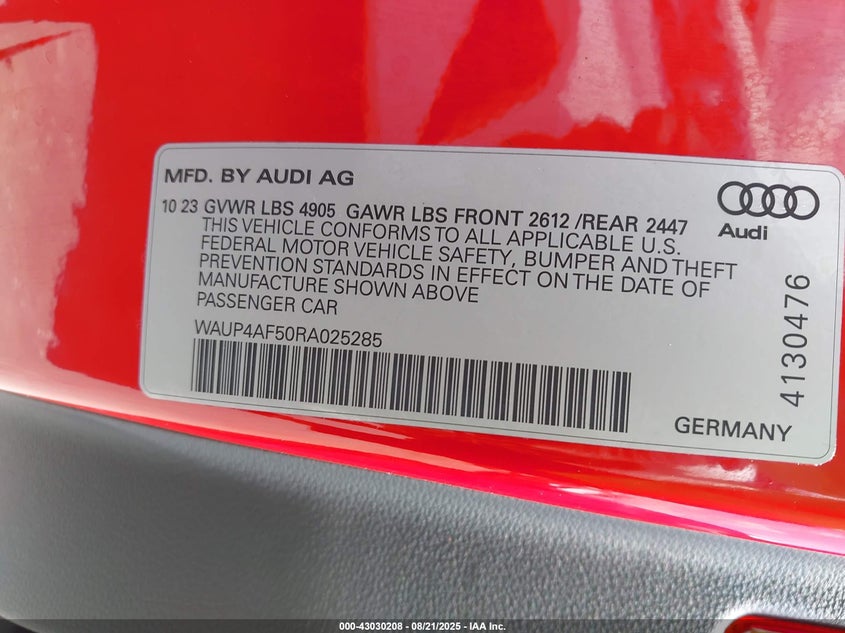 MFD. BY AUDI AG
10 23 GVWR LBS 4905 GAWR LBS FRONT 2612 /REAR 2447
THIS VEHICLE CONFORMS TO ALL APPLICABLE U.S.
FEDERAL MOTOR VEHICLE SAFETY, BUMPER AND THEFT
PREVENTION STANDARDS IN EFFECT ON THE DATE OF
MANUFACTURE SHOWN ABOVE
PASSENGER CAR
WAUP4AF50RA025285
Audi
4130476
GERMANY
000-43030208 - 08/21/2025 - IAA Inc.